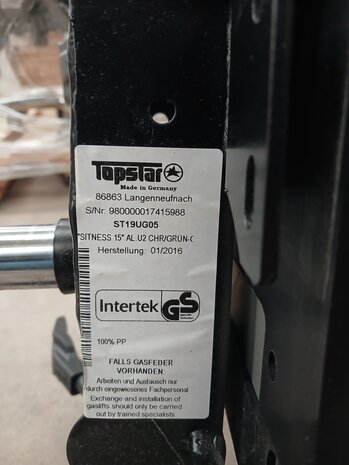 Topstar
Made in Germany
86863 Langenneufnach
S/Nr: 980000017415988
ST19UG05
"SITNESS 15" AL.U2 CHR/GRÜN-G
Herstellung: 01/2016
Intertek GS
100% PP
FALLS GASFEDER
VORHANDEN:
Arbeiten und Austausch nur
durch eingewiesenes Fachpersonal
Exchange and installation of
gaslifts should only be carried
out by trained specialists